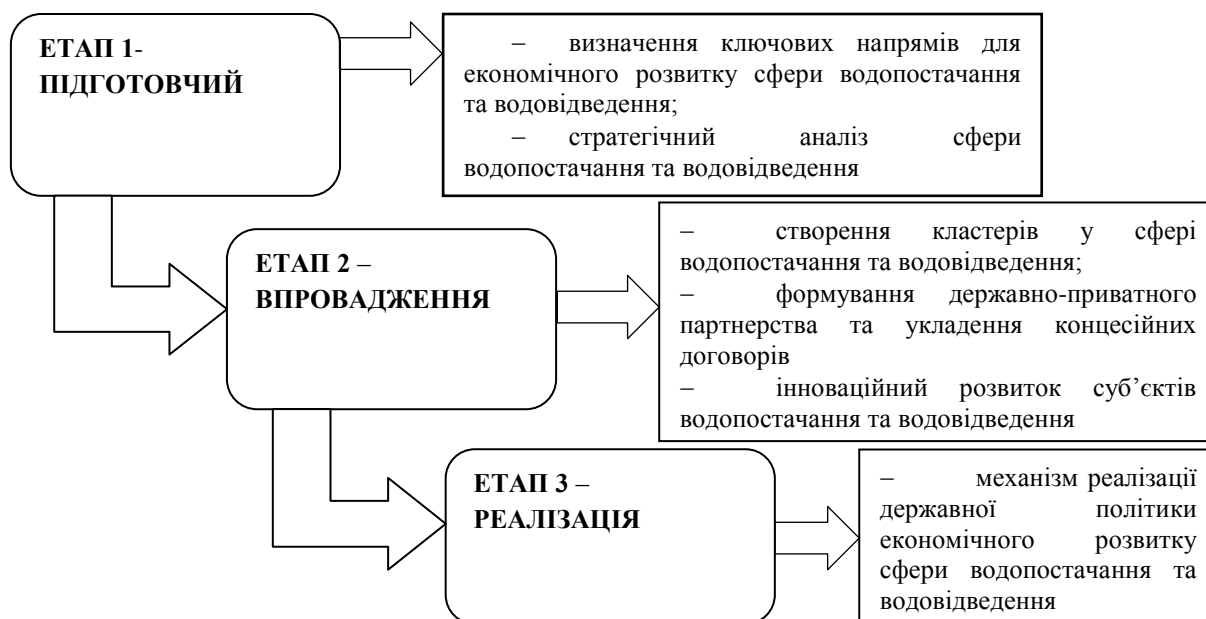 ЕТАП 1-
ПІДГОТОВЧИЙ
– визначення ключових напрямів для
економічного розвитку сфери водопостачання
та водовідведення;
– стратегічний аналіз сфери
водопостачання та водовідведення
ЕТАП 2 –
ВПРОВАДЖЕННЯ
– створення кластерів у сфері
водопостачання та водовідведення;
– формування державно-приватного
партнерства та укладення концесійних
договорів
– інноваційний розвиток суб’єктів
водопостачання та водовідведення
ЕТАП 3 –
РЕАЛІЗАЦІЯ
– механізм реалізації
державної політики
економічного розвитку
сфери водопостачання та
водовідведення